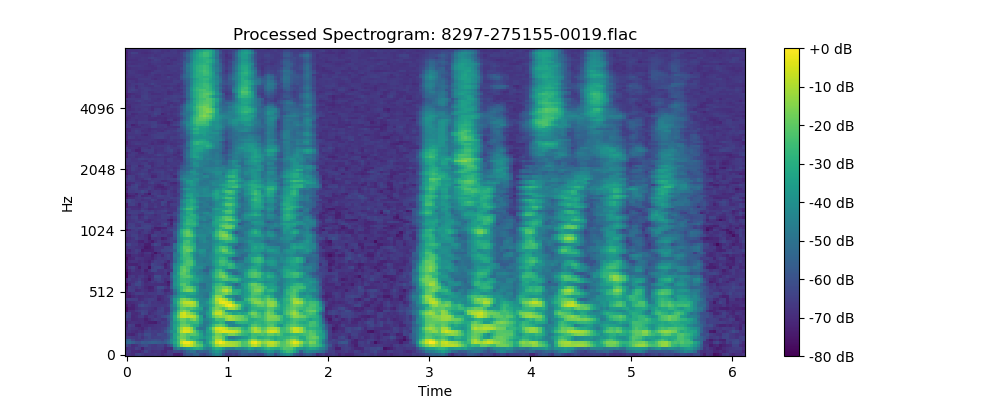 Processed Spectrogram: 8297-275155-0019.flac
+0 dB
-10 dB
-20 dB
-30 dB
-40 dB
-50 dB
-60 dB
-70 dB
-80 dB
Hz
4096
2048
1024
512
0
0 1 2 3 4 5 6
Time